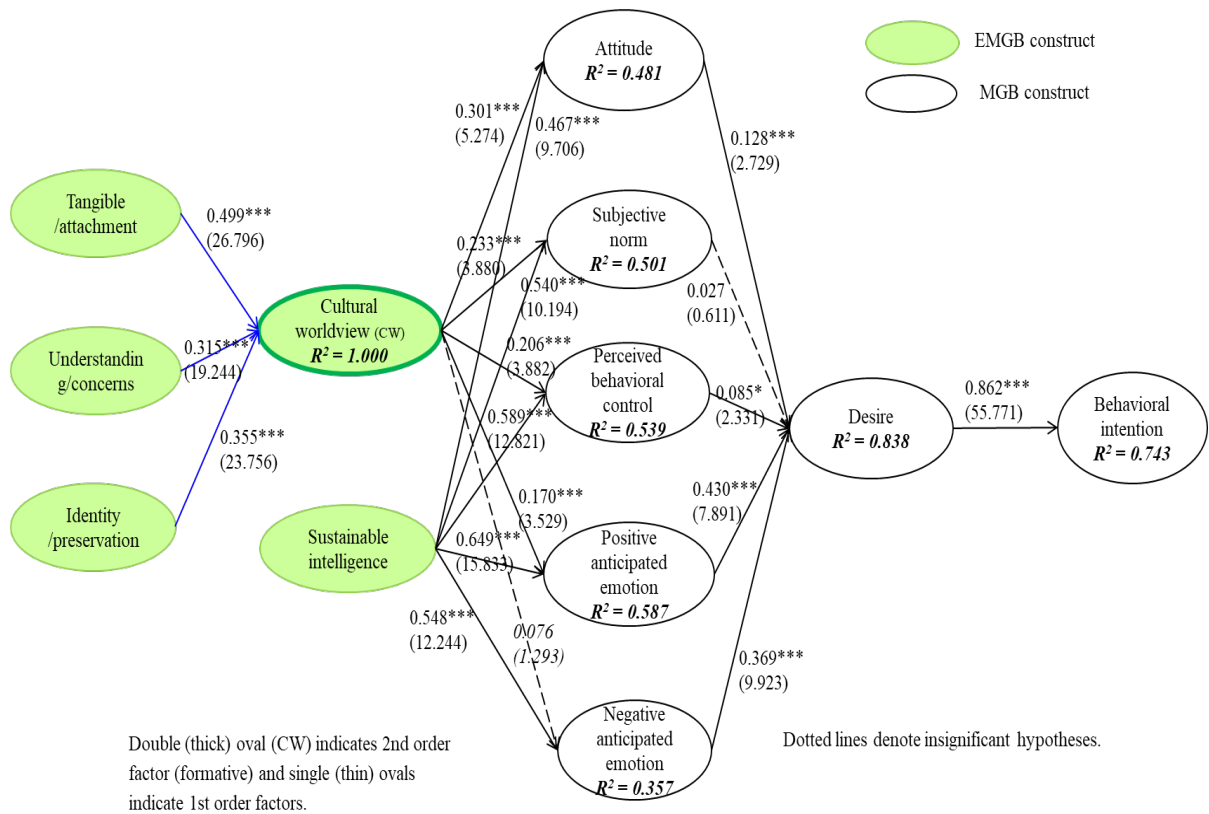 Attitude
R² = 0.481
EMGB construct
MGB construct
0.301***
(5.274)
0.467***
(9.706)
0.128***
(2.729)
Tangible
/attachment
0.499***
(26.796)
Subjective
norm
R² = 0.501
0.233***
(3.880)
0.540***
(10.194)
0.027
(0.611)
Cultural
worldview (CW)
R² = 1.000
Understandin
g/concerns
0.315***
(19.244)
0.206***
(3.882)
Perceived
behavioral
control
R² = 0.539
0.085*
(2.331)
Desire
R² = 0.838
0.862***
(55.771)
Behavioral
intention
R² = 0.743
0.589***
(12.821)
0.355***
(23.756)
Identity
/preservation
Sustainable
intelligence
0.170***
(3.529)
0.649***
(15.833)
Positive
anticipated
emotion
R² = 0.587
0.430***
(7.891)
0.548***
(12.244)
0.076
(1.293)
0.369***
(9.923)
Negative
anticipated
emotion
R² = 0.357
Double (thick) oval (CW) indicates 2nd order
factor (formative) and single (thin) ovals
indicate 1st order factors.
Dotted lines denote insignificant hypotheses.